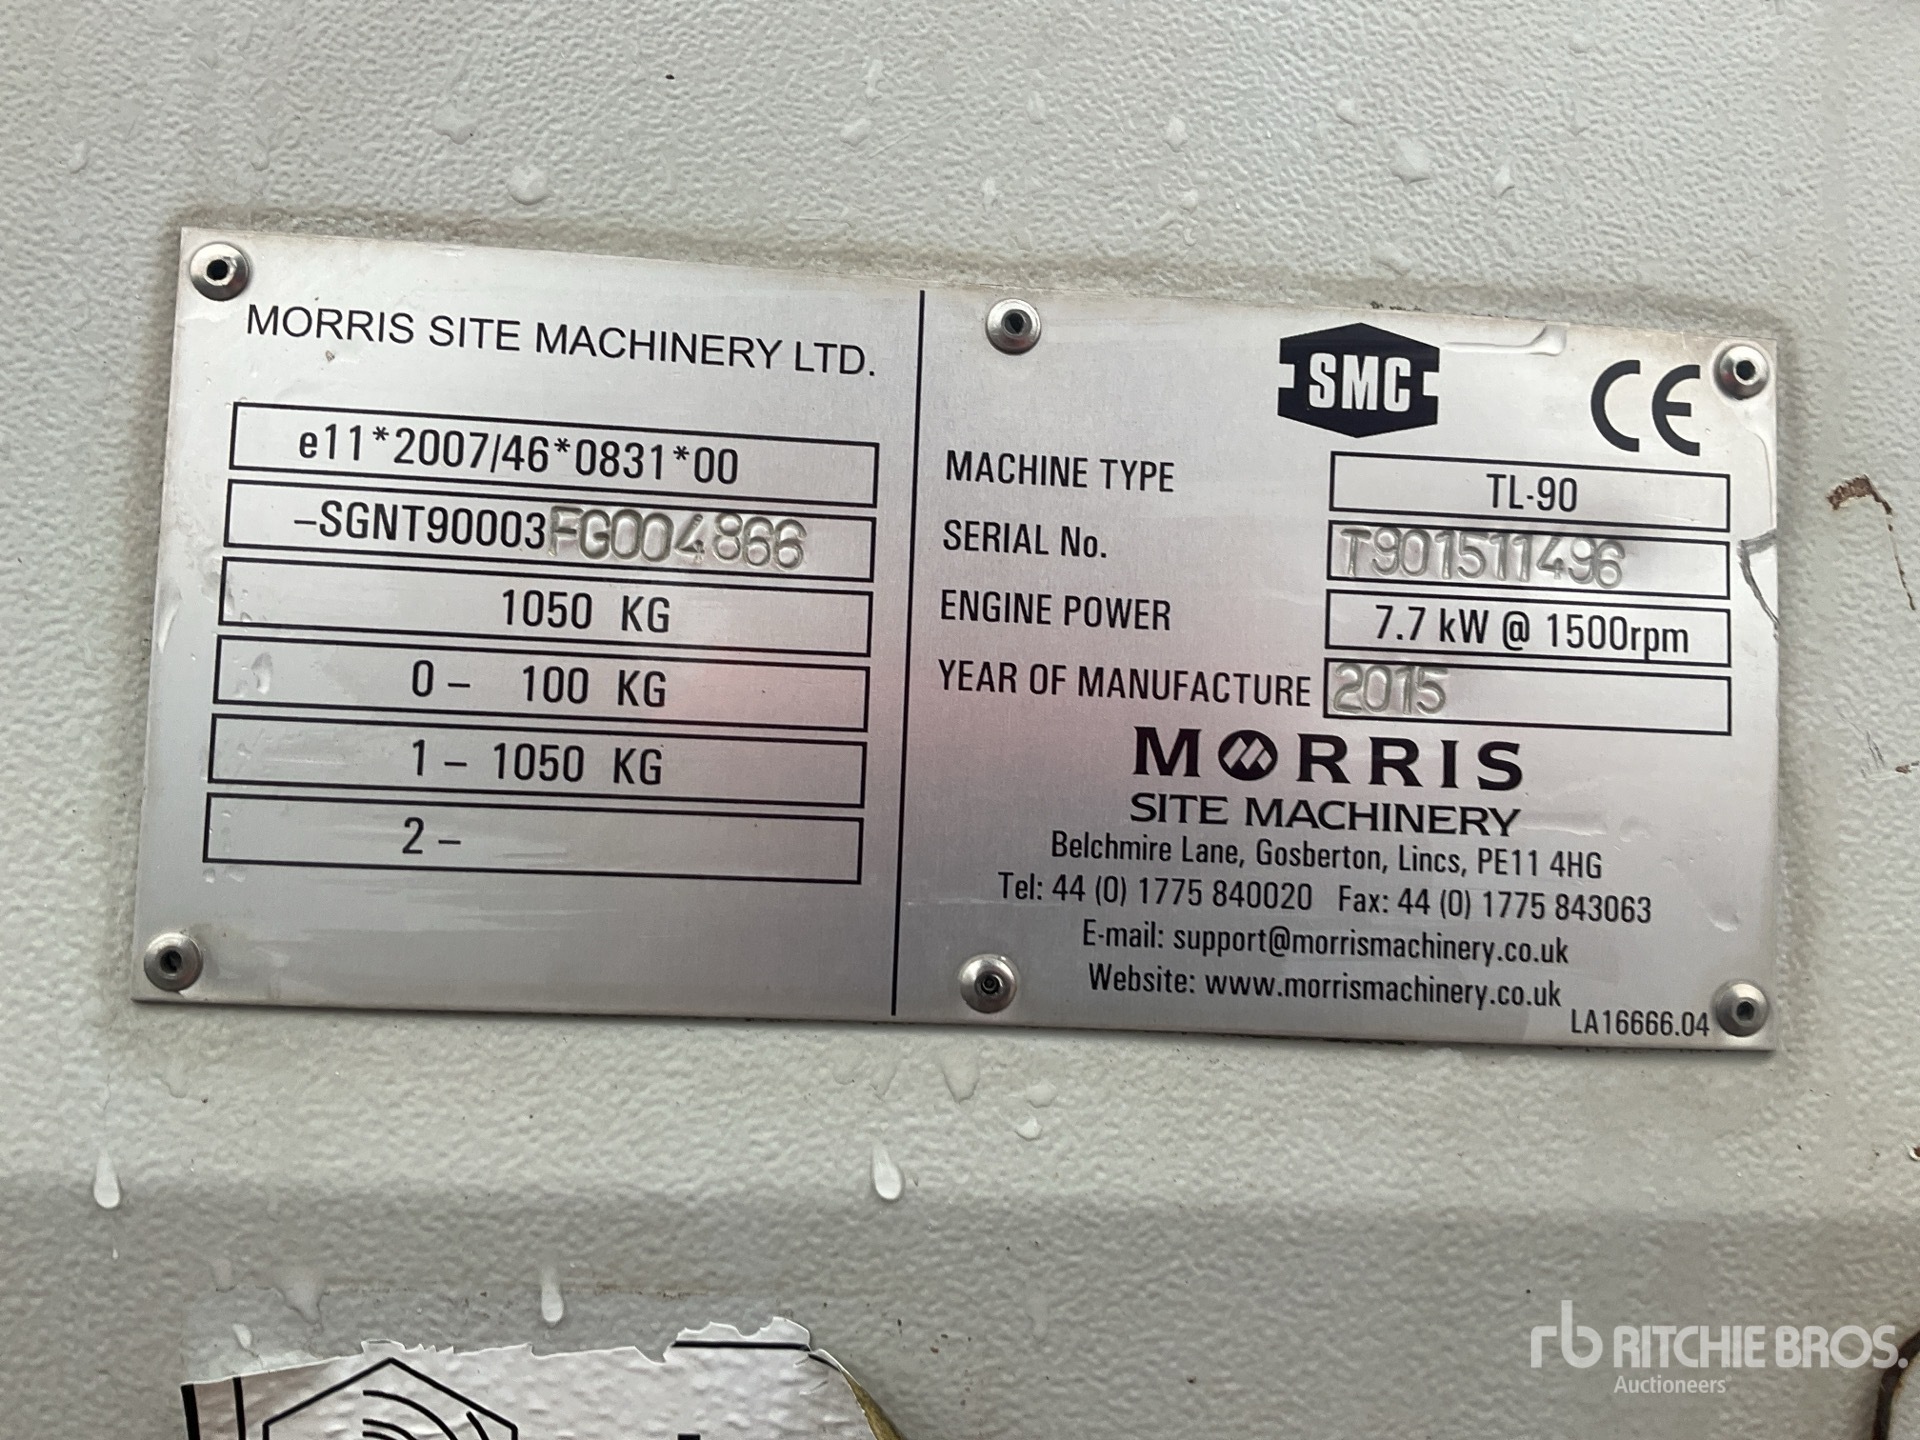 MORRIS SITE MACHINERY LTD.
e11*2007/46*0831*00
-SGNT90003FG004866
1050 KG
0 - 100 KG
1 - 1050 KG
2 -
SMC
CE
MACHINE TYPE TL-90
SERIAL No. T901511496
ENGINE POWER 7.7 kW @ 1500rpm
YEAR OF MANUFACTURE 2015
MORRIS
SITE MACHINERY
Belchmire Lane, Gosberton, Lincs, PE11 4HG
Tel: 44 (0) 1775 840020 Fax: 44 (0) 1775 843063
E-mail: support@morrismachinery.co.uk
Website: www.morrismachinery.co.uk
LA16666.04
rb RITCHIE BROS.
Auctioneers